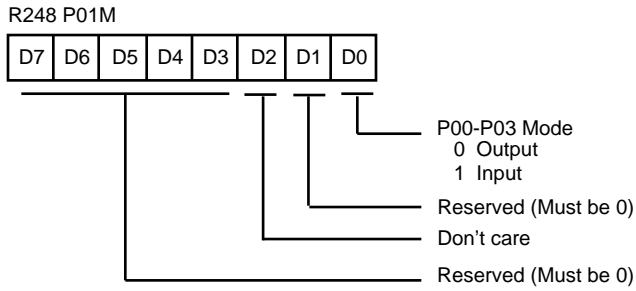 R248 P01M
D7 D6 D5 D4 D3 D2 D1 D0
P00-P03 Mode
0 Output
1 Input
Reserved (Must be 0)
Don't care
Reserved (Must be 0)